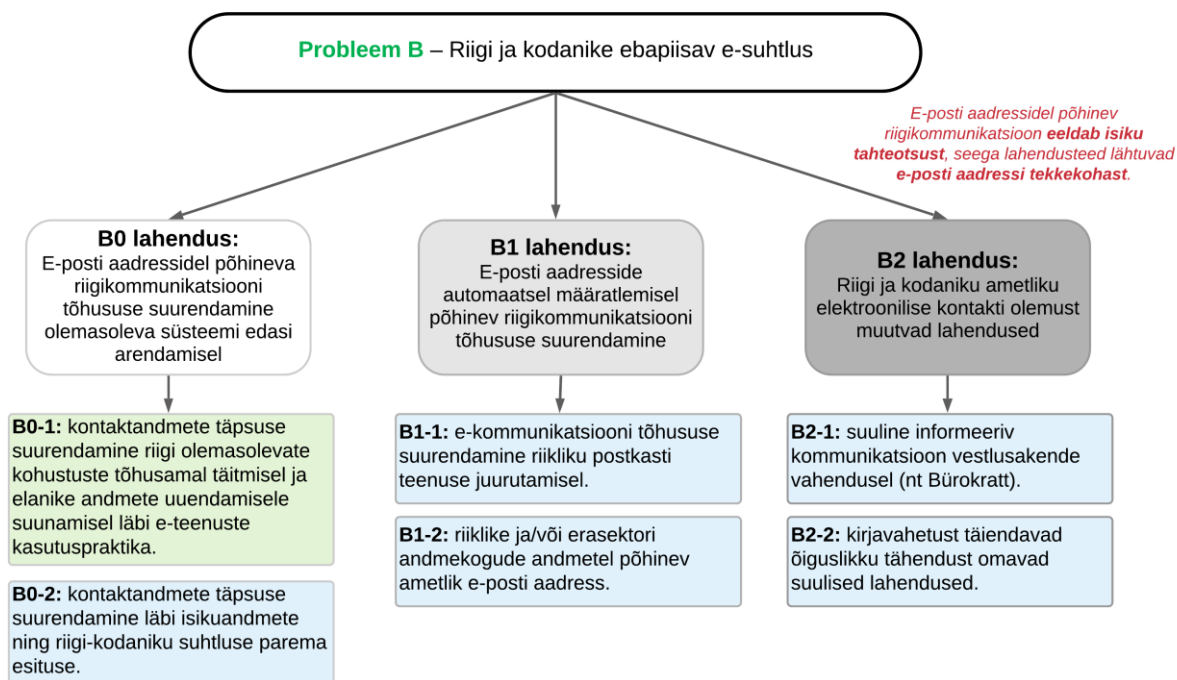 Probleem B – Riigi ja kodanike ebapiisav e-suhtlus
E-posti aadressidel põhinev
riigikommunikatsioon eeldab isiku
tahteotsust, seega lahendusteed lähtuvad
e-posti aadressi tekkekohast.
B0 lahendus:
E-posti aadressidel põhineva
riigikommunikatsiooni
tõhususe suurendamine
olemasoleva süsteemi edasi
arendamisel
B1 lahendus:
E-posti aadresside
automaatsel määratlemisel
põhinev riigikommunikatsiooni
tõhususe suurendamine
B2 lahendus:
Riigi ja kodaniku ametliku
elektroonilise kontakti olemust
muutvad lahendused
B0-1: kontaktandmete täpsuse
suurendamine riigi olemasolevate
kohustuste tõhusamal täitmisel ja
elanike andmete uuendamisele
suunamisel läbi e-teenuste
kasutuspraktika.
B0-2: kontaktandmete täpsuse
suurendamine läbi isikuandmete
ning riigi-kodaniku suhtluse parema
esituse.
B1-1: e-kommunikatsiooni tõhususe
suurendamine riikliku postkasti
teenuse juurutamisel.
B1-2: riiklike ja/või erasektori
andmekogude andmetel põhinev
ametlik e-posti aadress.
B2-1: suuline informeeriv
kommunikatsioon vestlusakende
vahendusel (nt Bürokratt).
B2-2: kirjavahetust täiendavad
õiguslikku tähendust omavad
suulised lahendused.